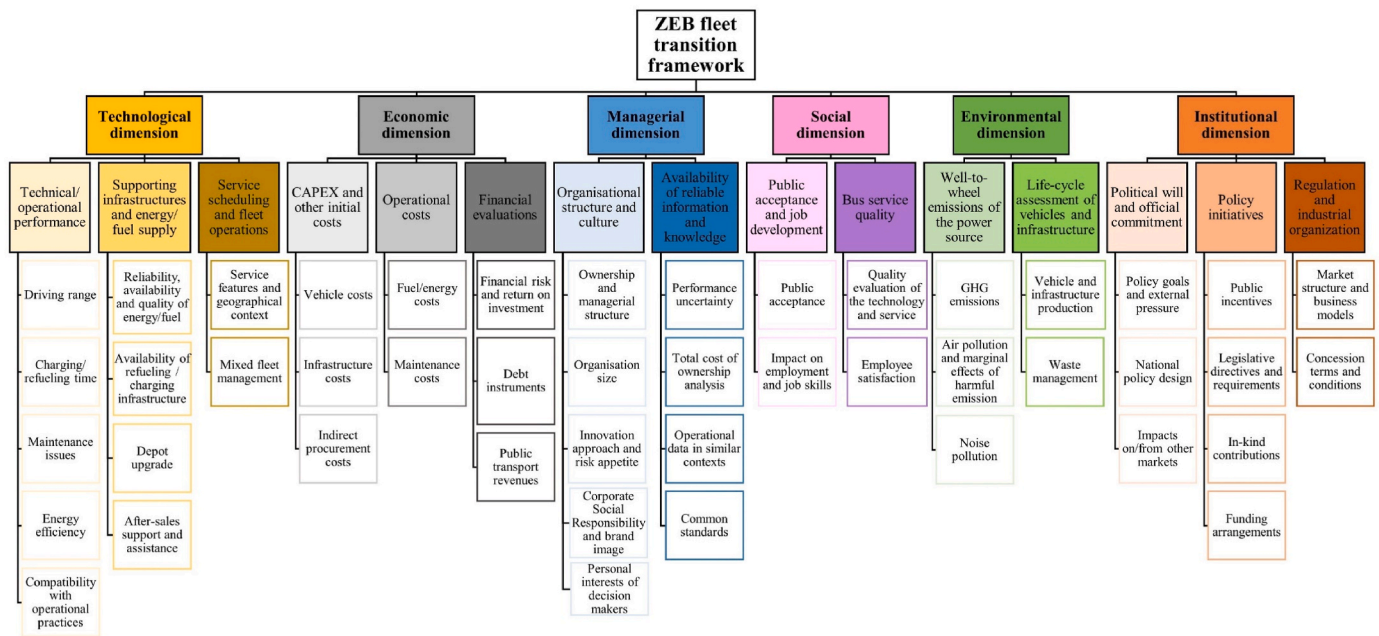 ZEB fleet
transition
framework
Technological
dimension
Economic
dimension
Managerial
dimension
Social
dimension
Environmental
dimension
Institutional
dimension
Technical/
operational
performance
Supporting
infrastructures
and energy/
fuel supply
Service
scheduling
and fleet
operations
CAPEX and
other initial
costs
Operational
costs
Financial
evaluations
Organisational
structure and
culture
Availability
of reliable
information
and
knowledge
Public
acceptance
and job
development
Bus service
quality
Well-to-
wheel
emissions of
the power
source
Life-cycle
assessment of
vehicles and
infrastructure
Political will
and official
commitment
Policy
initiatives
Regulation
and
industrial
organization
Driving range
Charging/
refueling time
Maintenance
issues
Energy
efficiency
Compatibility
with
operational
practices
Reliability,
availability
and quality of
energy/fuel
Availability of
refueling /
charging
infrastructure
Depot
upgrade
After-sales
support and
assistance
Service
features and
geographical
context
Mixed fleet
management
Vehicle costs
Infrastructure
costs
Indirect
procurement
costs
Fuel/energy
costs
Maintenance
costs
Financial risk
and return on
investment
Debt
instruments
Public
transport
revenues
Ownership
and
managerial
structure
Organisation
size
Innovation
approach and
risk appetite
Corporate
Social
Responsibility
and brand
image
Personal
interests of
decision
makers
Performance
uncertainty
Total cost of
ownership
analysis
Operational
data in similar
contexts
Common
standards
Public
acceptance
Impact on
employment
and job skills
Quality
evaluation of
the technology
and service
Employee
satisfaction
GHG
emissions
Air pollution
and marginal
effects of
harmful
emission
Noise
pollution
Vehicle and
infrastructure
production
Waste
management
Policy goals
and external
pressure
National
policy design
Impacts
on/from other
markets
Public
incentives
Legislative
directives and
requirements
In-kind
contributions
Funding
arrangements
Market
structure and
business
models
Concession
terms and
conditions